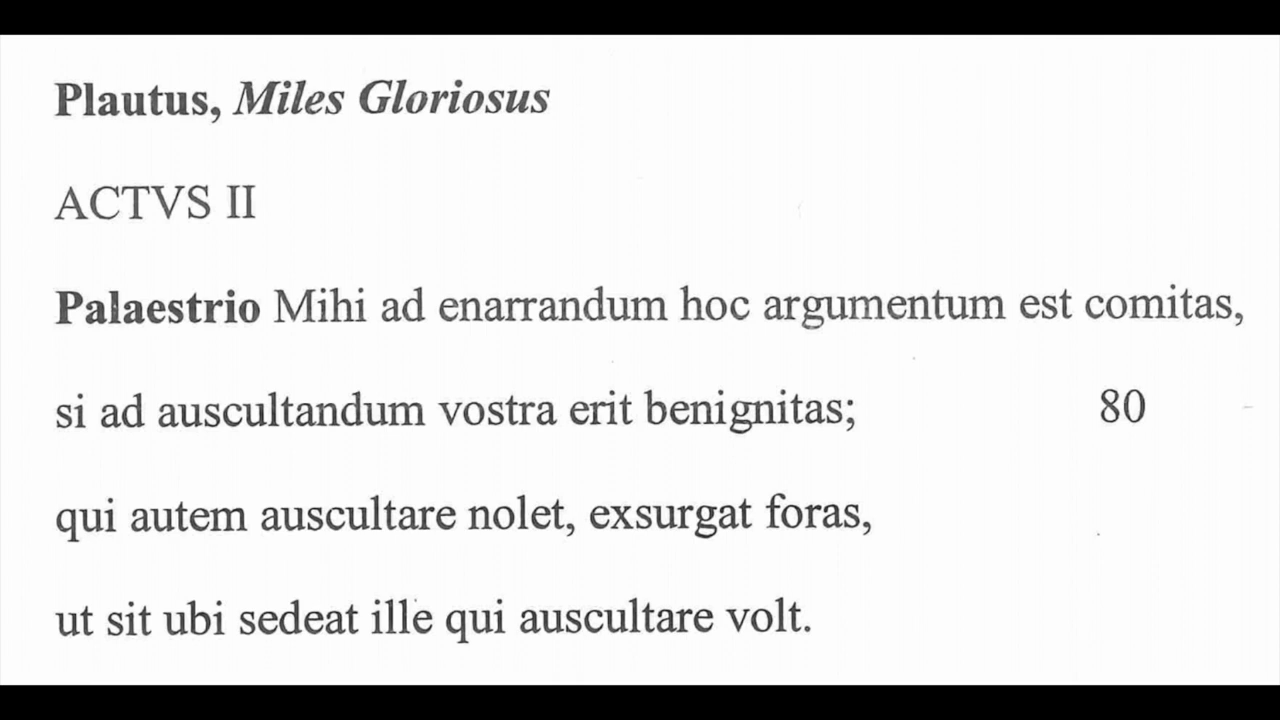 Plautus, Miles Gloriosus
ACTVS II
Palaestrio Mihi ad enarrandum hoc argumentum est comitas,
si ad auscultandum vostra erit benignitas; 80
qui autem auscultare nolet, exsurgat foras,
ut sit ubi sedeat ille qui auscultare volt.